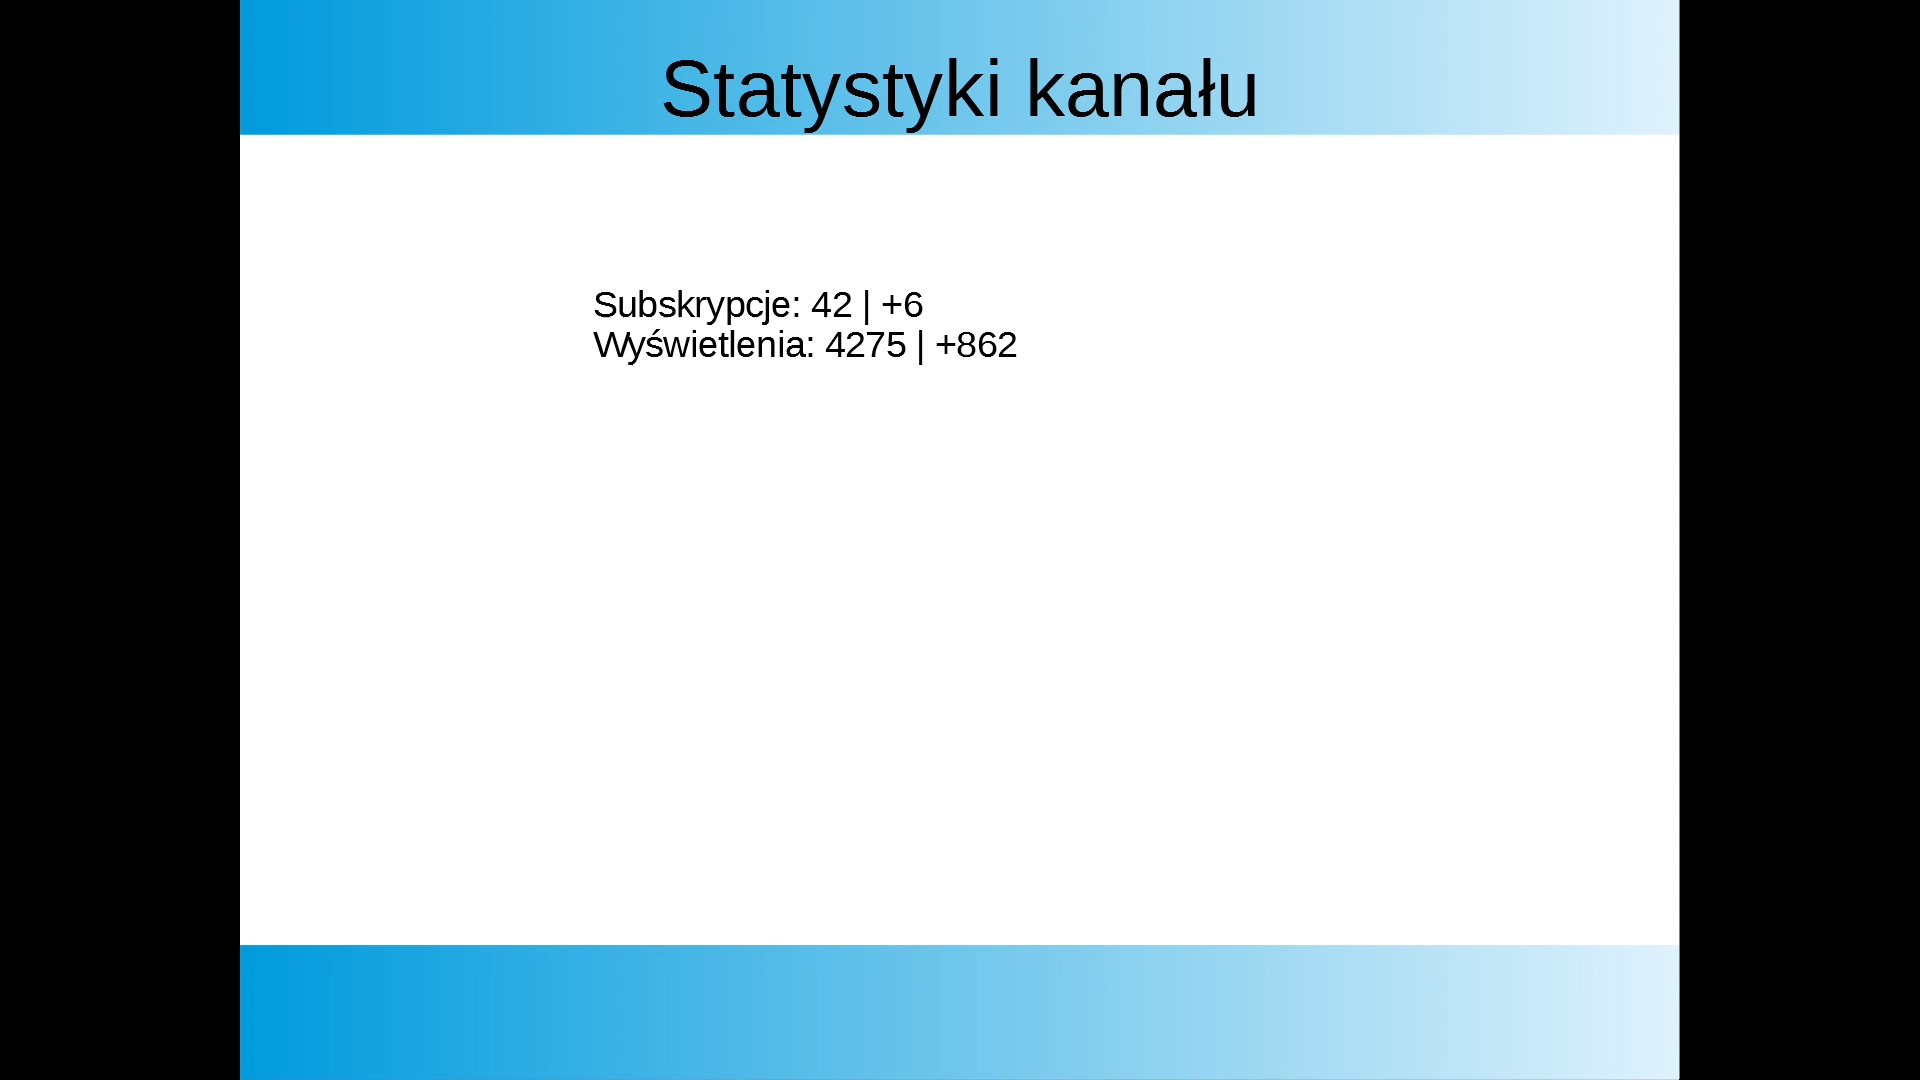 Statystyki kanału
Subskrypcje: 42 | +6
Wyświetlenia: 4275 | +862